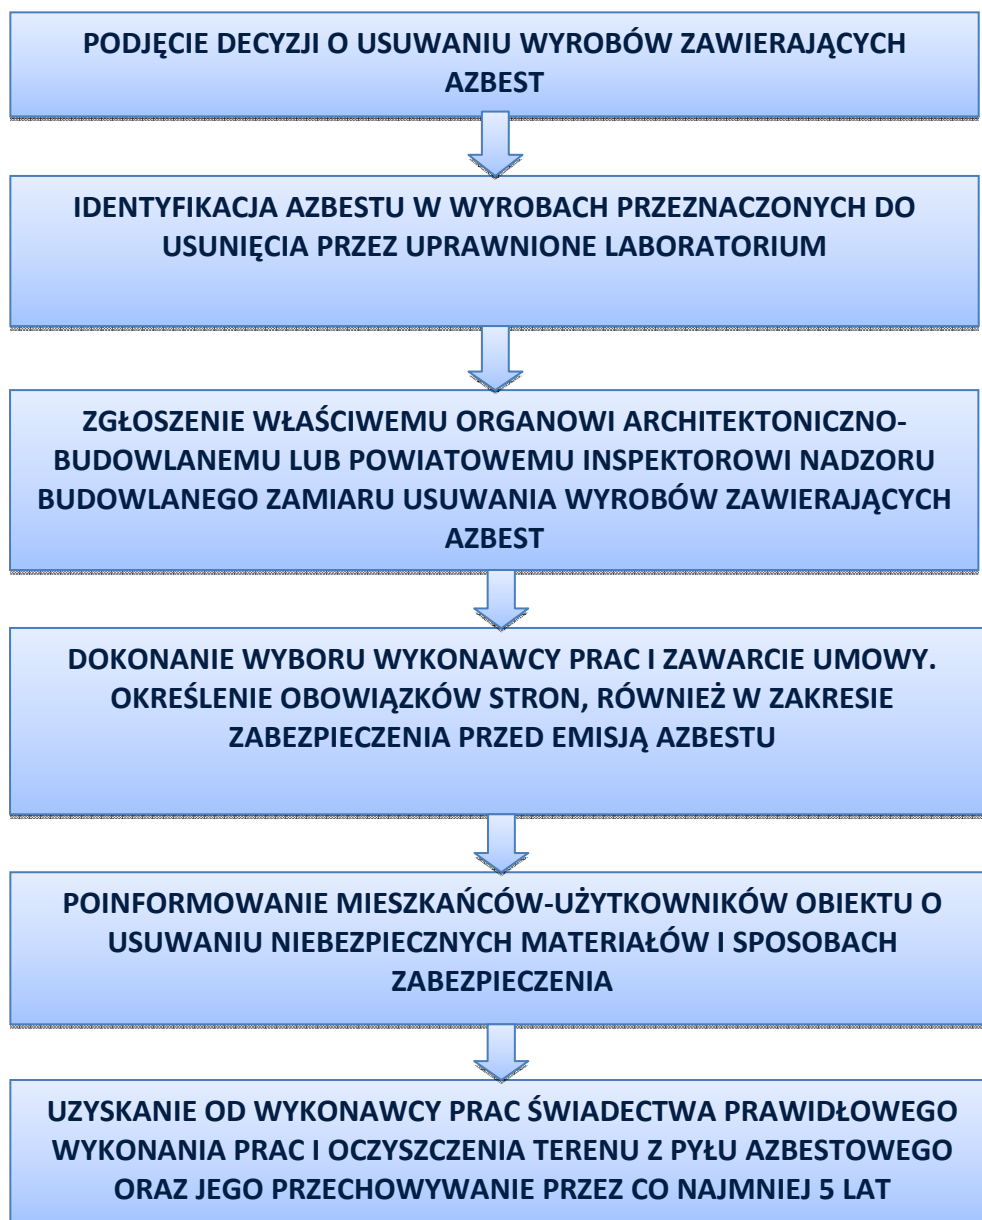 PODJĘCIE DECYZJI O USUWANIU WYROBÓW ZAWIERAJĄCYCH
AZBEST
IDENTYFIKACJA AZBESTU W WYROBACH PRZEZNACZONYCH DO
USUNIĘCIA PRZEZ UPRAWNIONE LABORATORIUM
ZGŁOSZENIE WŁAŚCIWEMU ORGANOWI ARCHITEKTONICZNO-
BUDOWLANEMU LUB POWIATOWEMU INSPEKTOROWI NADZORU
BUDOWLANEGO ZAMIARU USUWANIA WYROBÓW ZAWIERAJĄCYCH
AZBEST
DOKONANIE WYBORU WYKONAWCY PRAC I ZAWARCIE UMOWY.
OKREŚLENIE OBOWIĄZKÓW STRON, RÓWNIEŻ W ZAKRESIE
ZABEZPIECZENIA PRZED EMISJĄ AZBESTU
POINFORMOWANIE MIESZKAŃCÓW-UŻYTKOWNIKÓW OBIEKTU O
USUWANIU NIEBEZPIECZNYCH MATERIAŁÓW I SPOSOBACH
ZABEZPIECZENIA
UZYSKANIE OD WYKONAWCY PRAC ŚWIADECTWA PRAWIDŁOWEGO
WYKONANIA PRAC I OCZYSZCZENIA TERENU Z PYŁU AZBESTOWEGO
ORAZ JEGO PRZECHOWYWANIE PRZEZ CO NAJMNIEJ 5 LAT